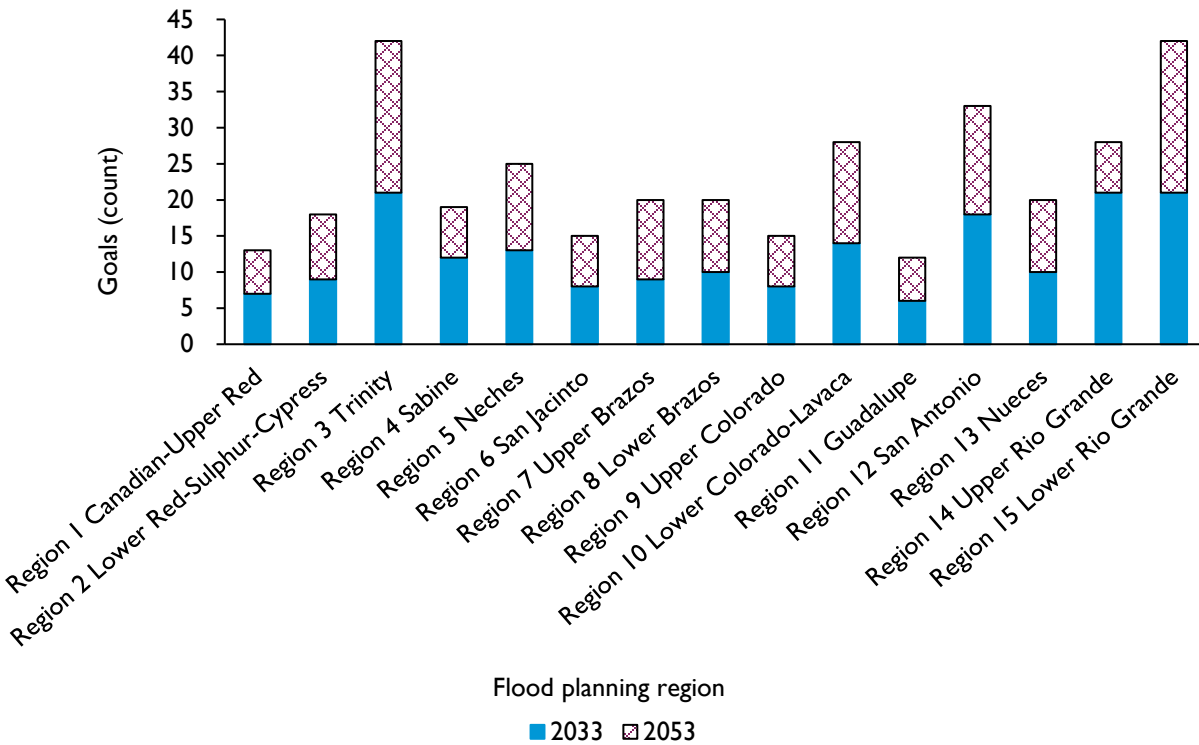 Goals (count)
45
40
35
30
25
20
15
10
5
0
Region 1 Canadian-Upper Red
Region 2 Lower Red-Sulphur-Cypress
Region 3 Trinity
Region 4 Sabine
Region 5 Neches
Region 6 San Jacinto
Region 7 Upper Brazos
Region 8 Lower Brazos
Region 9 Upper Colorado
Region 10 Lower Colorado-Lavaca
Region 11 Guadalupe
Region 12 San Antonio
Region 13 Nueces
Region 14 Upper Rio Grande
Region 15 Lower Rio Grande
Flood planning region
2033 2053